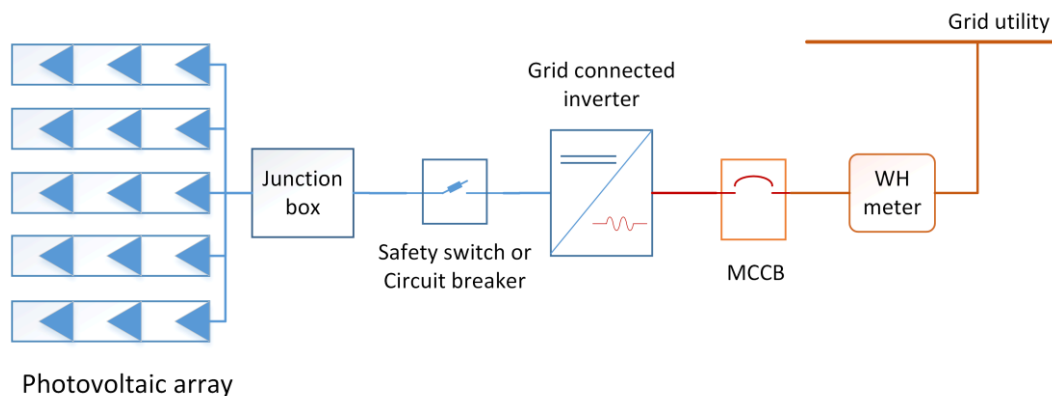 Grid utility
Grid connected
inverter
Junction
box
WH
meter
Safety switch or
Circuit breaker
MCCB
Photovoltaic array